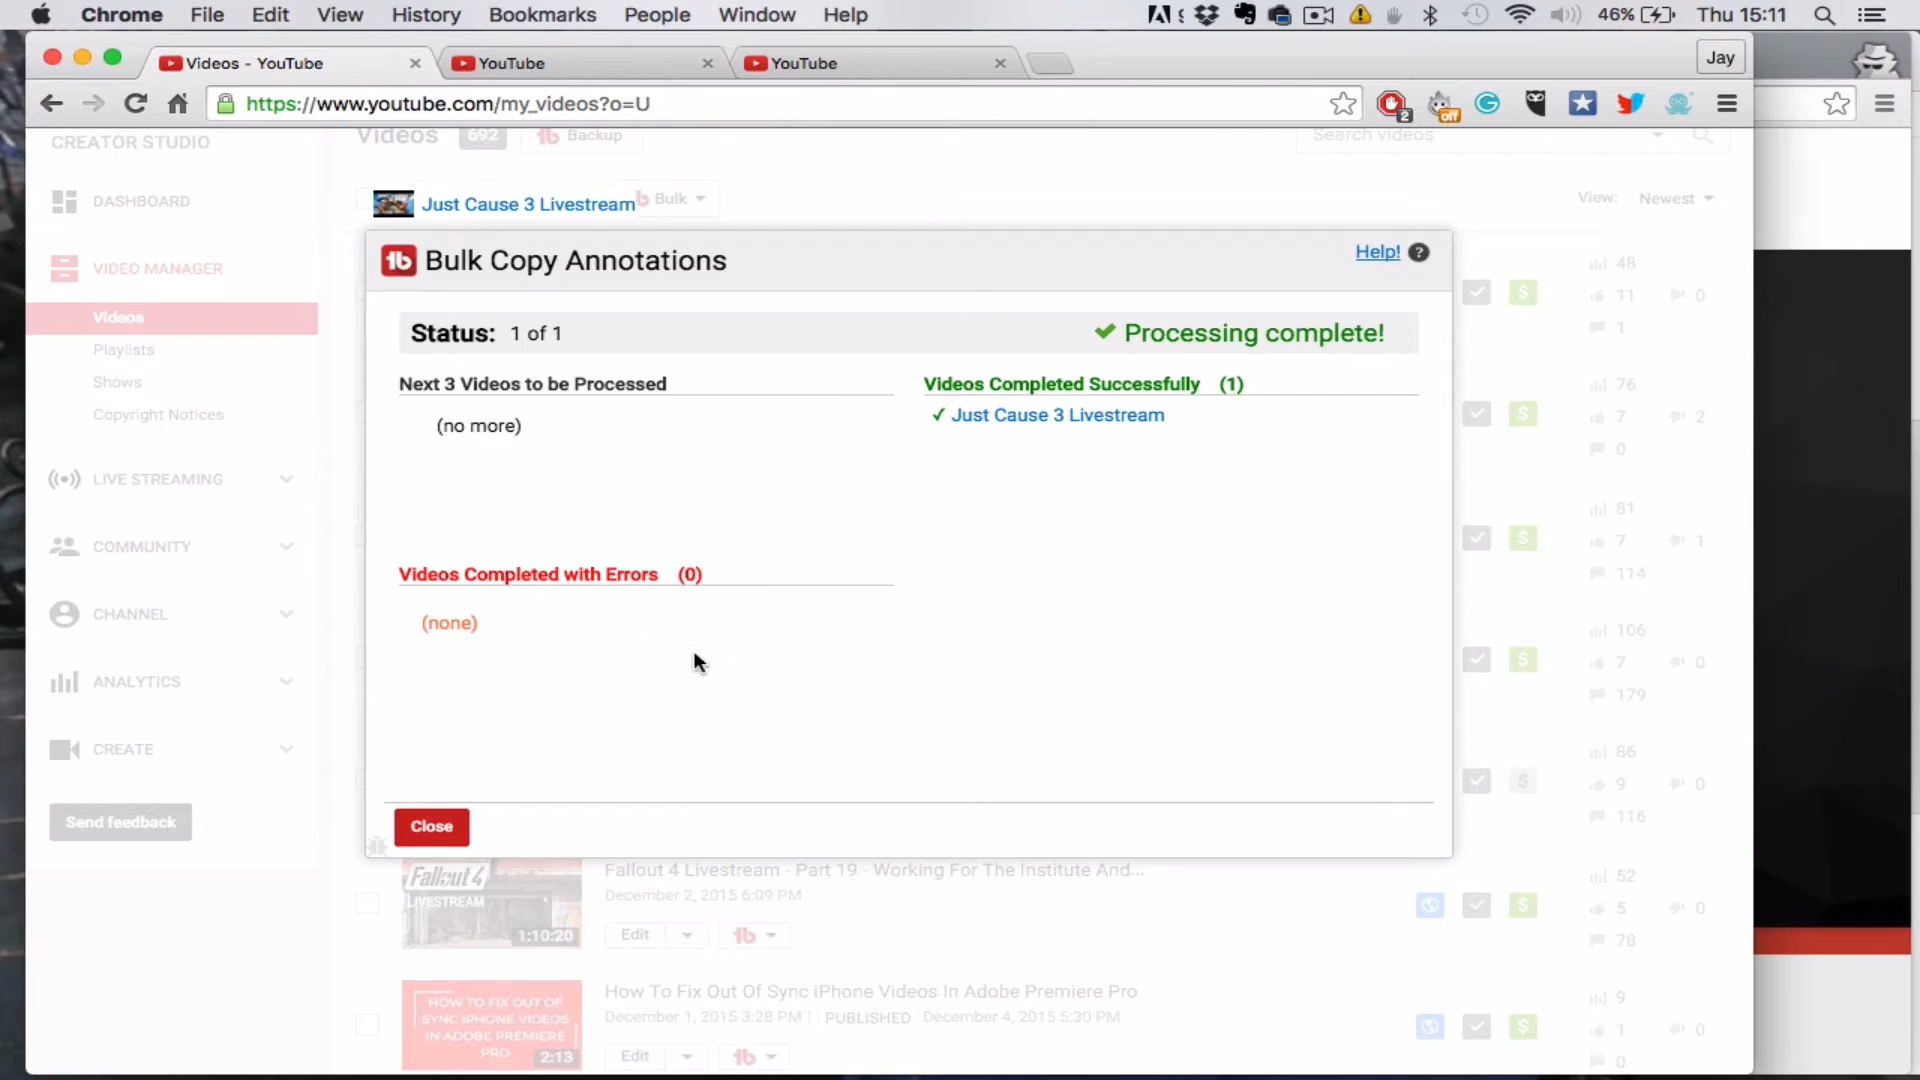 Chrome File Edit View History Bookmarks People Window Help 46% Thu 15:11
Videos - YouTube
YouTube
YouTube
Jay
https://www.youtube.com/my_videos?o=U
2
off
CREATOR STUDIO
Videos 692 Backup
Search videos
DASHBOARD
Just Cause 3 Livestream
Bulk
View: Newest
VIDEO MANAGER
Videos
Playlists
Shows
Copyright Notices
LIVE STREAMING
COMMUNITY
CHANNEL
ANALYTICS
CREATE
Send feedback
Bulk Copy Annotations
Help! ?
Status: 1 of 1
Processing complete!
Next 3 Videos to be Processed
(no more)
Videos Completed Successfully (1)
Just Cause 3 Livestream
Videos Completed with Errors (0)
(none)
Close
48
11 0
1
76
7 2
0
81
7 1
114
106
7 0
179
86
9 0
116
Fallout 4
LIVESTREAM
1:10:20
Fallout 4 Livestream - Part 19 - Working For The Institute And...
December 2, 2015 6:09 PM
Edit
52
5 0
78
HOW TO FIX OUT OF
SYNC IPHONE VIDEOS
IN ADOBE PREMIERE
PRO
2:13
How To Fix Out Of Sync iPhone Videos In Adobe Premiere Pro
December 1, 2015 3:28 PM | PUBLISHED December 4, 2015 5:30 PM
Edit
9
1 0
0